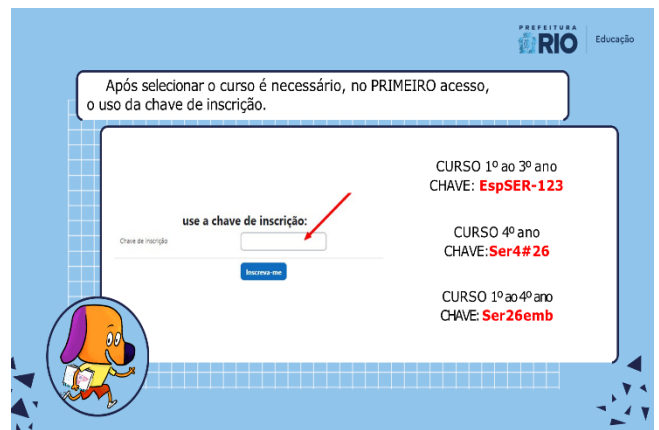 PREFEITURA
RIO
Educação
Após selecionar o curso é necessário, no PRIMEIRO acesso,
o uso da chave de inscrição.
use a chave de inscrição:
Chave de inscrição
Inscreva-me
CURSO 1º ao 3º ano
CHAVE: EspSER-123
CURSO 4º ano
CHAVE:Ser4#26
CURSO 1º ao 4º ano
CHAVE: Ser26emb